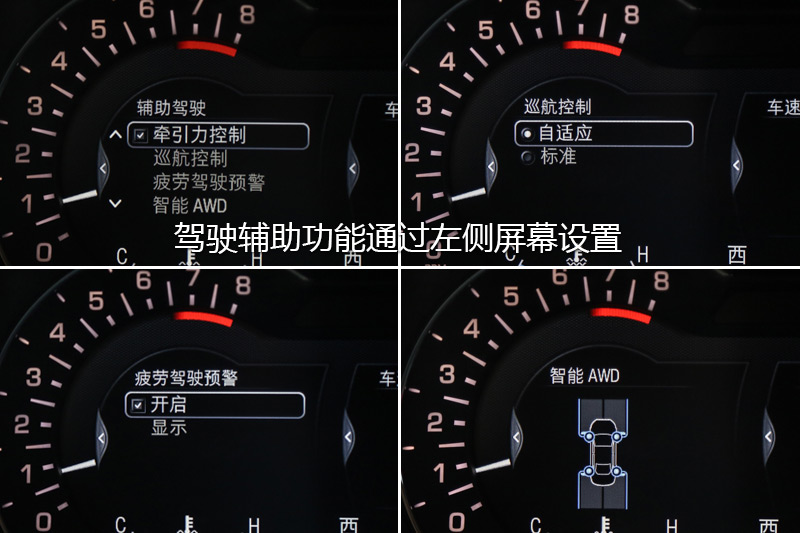 8
7
6
5
4
3
2
1
0
辅助驾驶
牵引力控制
巡航控制
疲劳驾驶预警
智能 AWD
车
C
H
西
8
7
6
5
4
3
2
1
0
巡航控制
自适应
标准
车速
C
H
西
驾驶辅助功能通过左侧屏幕设置
8
7
6
5
4
3
2
1
0
疲劳驾驶预警
开启
显示
车
C
H
西
8
7
6
5
4
3
2
1
0
智能 AWD
C
H
西